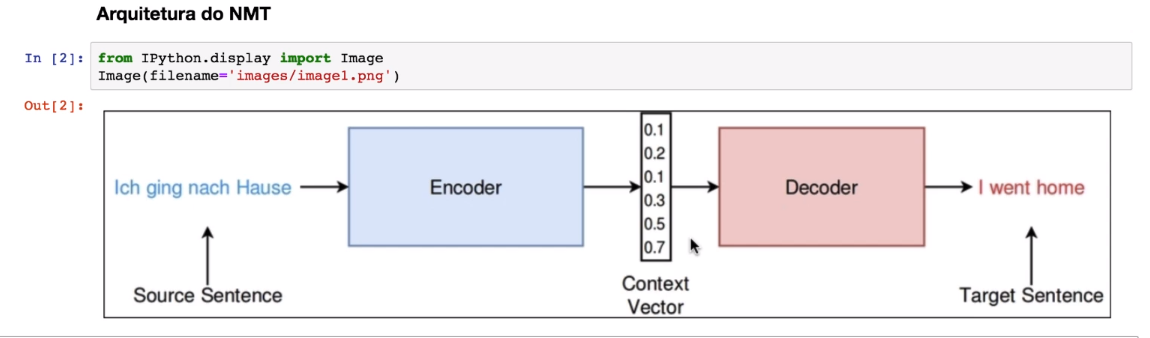 Arquitetura do NMT
In [2]: from IPython.display import Image
Image(filename='images/image1.png')
Out[2]:
Ich ging nach Hause
Encoder
0.1
0.2
0.1
0.3
0.5
0.7
Decoder
I went home
Source Sentence
Context
Vector
Target Sentence